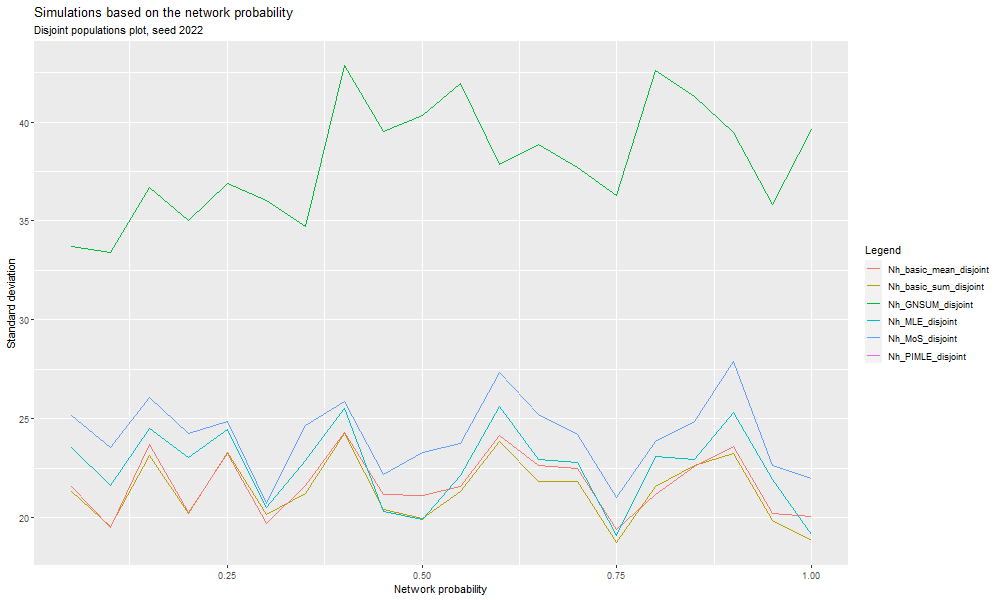 Simulations based on the network probability
Disjoint populations plot, seed 2022
Standard deviation
40
35
30
25
20
0.25
0.50
0.75
1.00
Network probability
Legend
Nh_basic_mean_disjoint
Nh_basic_sum_disjoint
Nh_GNSUM_disjoint
Nh_MLE_disjoint
Nh_MoS_disjoint
Nh_PIMLE_disjoint